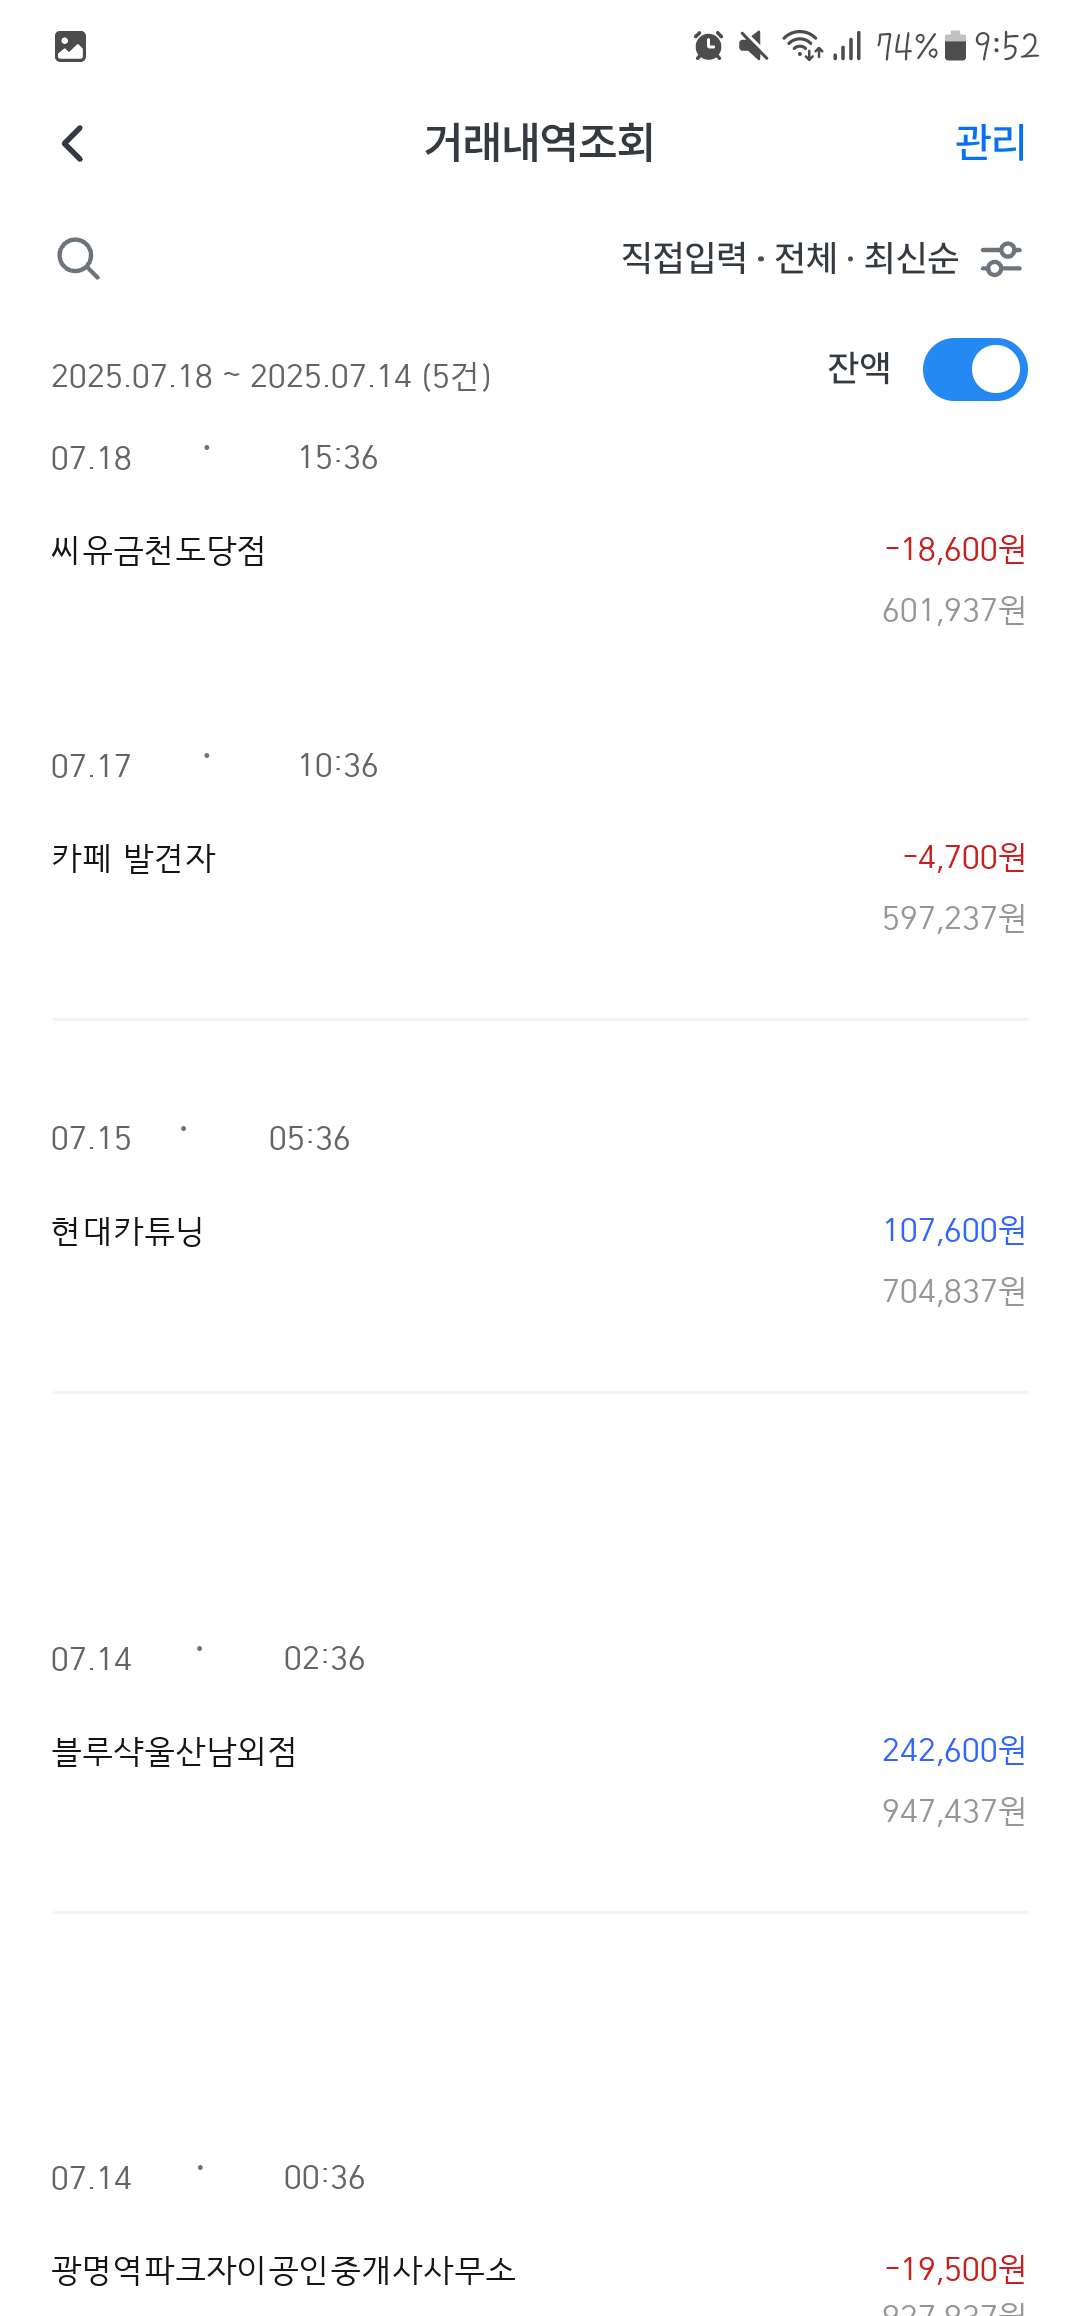 74% 9:52
거래내역조회 관리
직접입력 · 전체 · 최신순
2025.07.18 ~ 2025.07.14 (5건) 잔액
07.18 · 15:36
씨유금천도당점 -18,600원
601,937원
07.17 · 10:36
카페 발견자 -4,700원
597,237원
07.15 · 05:36
현대카튜닝 107,600원
704,837원
07.14 · 02:36
블루샥울산남외점 242,600원
947,437원
07.14 · 00:36
광명역파크자이공인중개사사무소 -19,500원